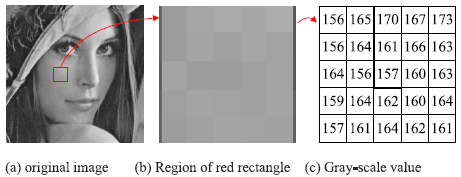 156 165 170 167 173
156 164 161 166 163
164 156 157 160 163
159 164 162 160 164
157 161 164 162 161
(a) original image (b) Region of red rectangle (c) Gray-scale value